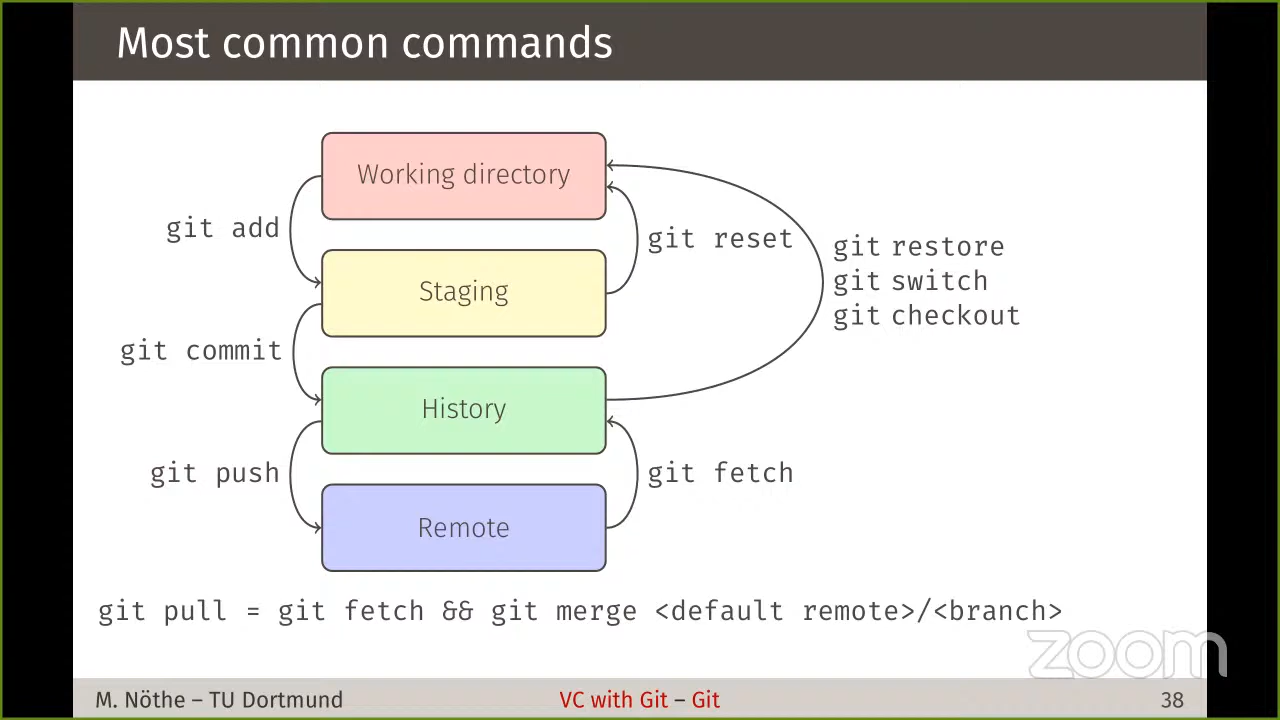 Most common commands
Working directory
git add
git reset
git restore
git switch
git checkout
Staging
git commit
History
git push
git fetch
Remote
git pull = git fetch && git merge <default remote>/<branch>
zoom
M. Nöthe – TU Dortmund
VC with Git – Git
38